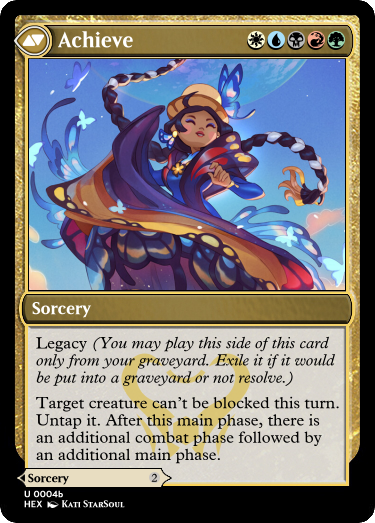 Achieve
Sorcery
Legacy (You may play this side of this card
only from your graveyard. Exile it if it would
be put into a graveyard or not resolve.)
Target creature can't be blocked this turn.
Untap it. After this main phase, there is
an additional combat phase followed by
an additional main phase.
Sorcery 2
U 0004b
HEX Kati StarSoul